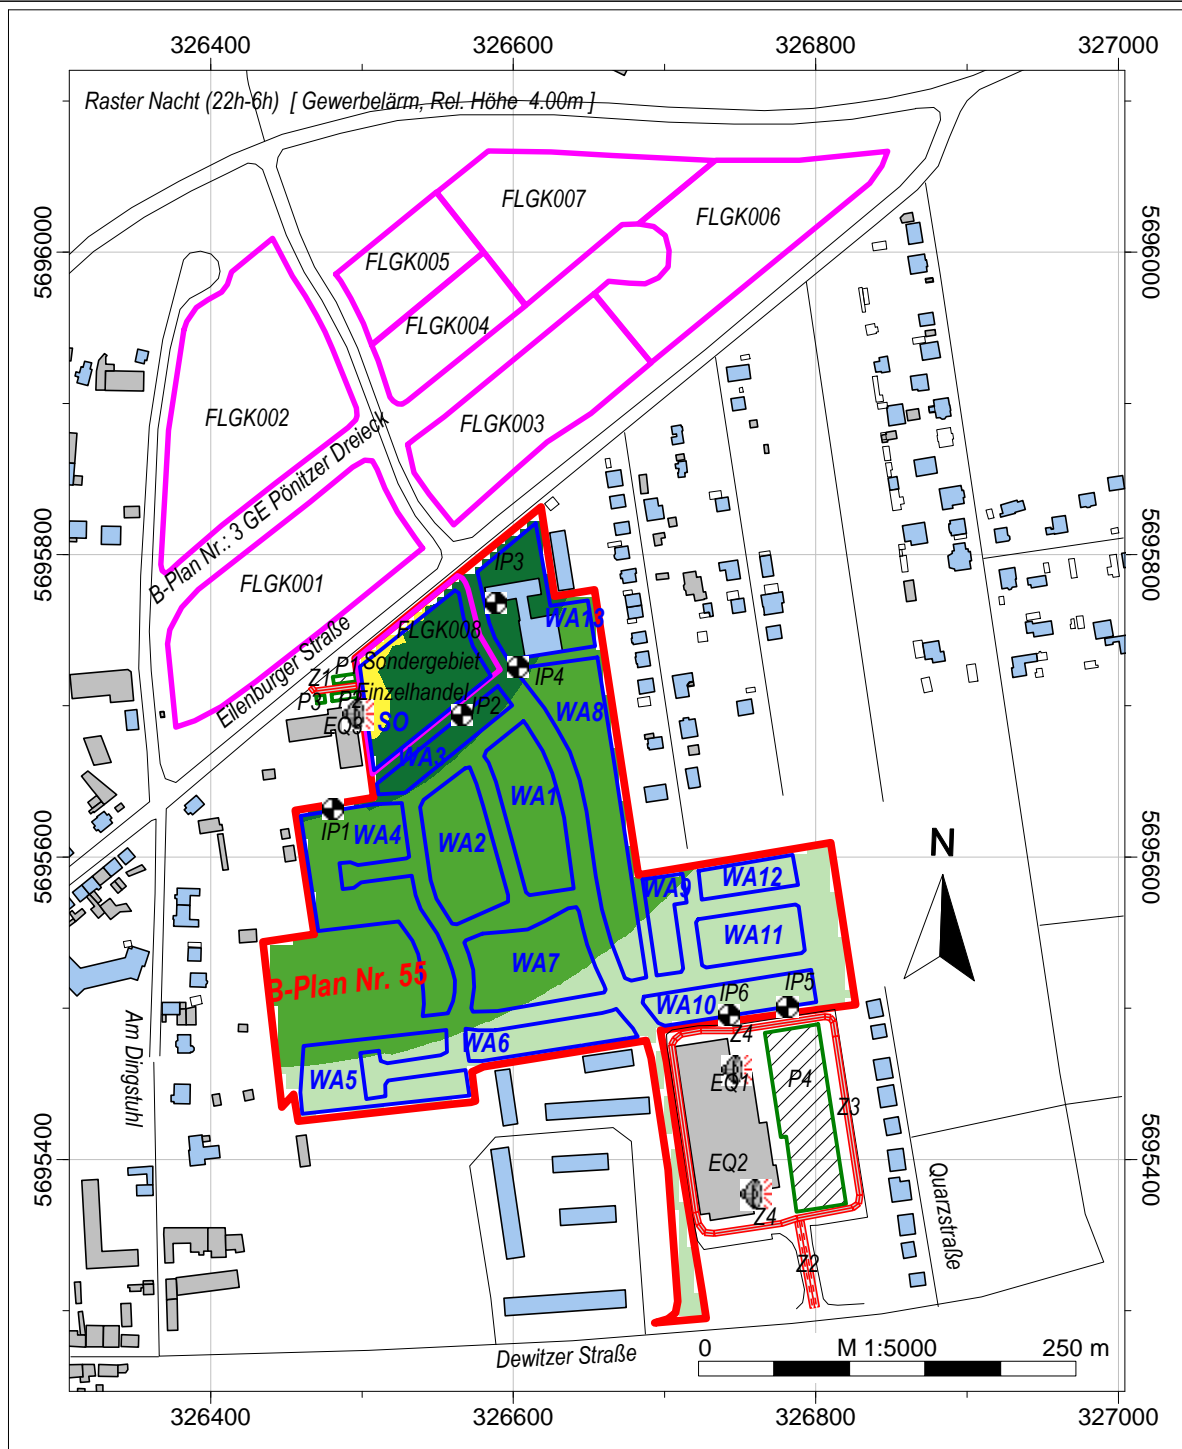 326400 326600 326800 327000
Raster Nacht (22h-6h) [ Gewerbelärm, Rel. Höhe 4.00m ]
5696000
5696000
FLGK007
FLGK006
FLGK005
FLGK004
FLGK002
FLGK003
B-Plan Nr.: 3 GE Pönitzer Dreieck
5695800
5695800
FLGK001
IP3
Eilenburger Straße
FLGK008
WA13
Sondergebiet
Einzelhandel
IP4
P1
Z1
P2
P3
EQ3
SO
IP2
WA8
WA3
WA1
IP1
WA4
WA2
5695600
5695600
N
WA9
WA12
WA11
WA7
B-Plan Nr. 55
WA10
IP6
IP5
Am Dingstuhl
WA6
WA5
Z4
EQ1
P4
Z3
5695400
5695400
EQ2
Z4
Quarzstraße
Z2
Dewitzer Straße
0 M 1:5000 250 m
326400 326600 326800 327000